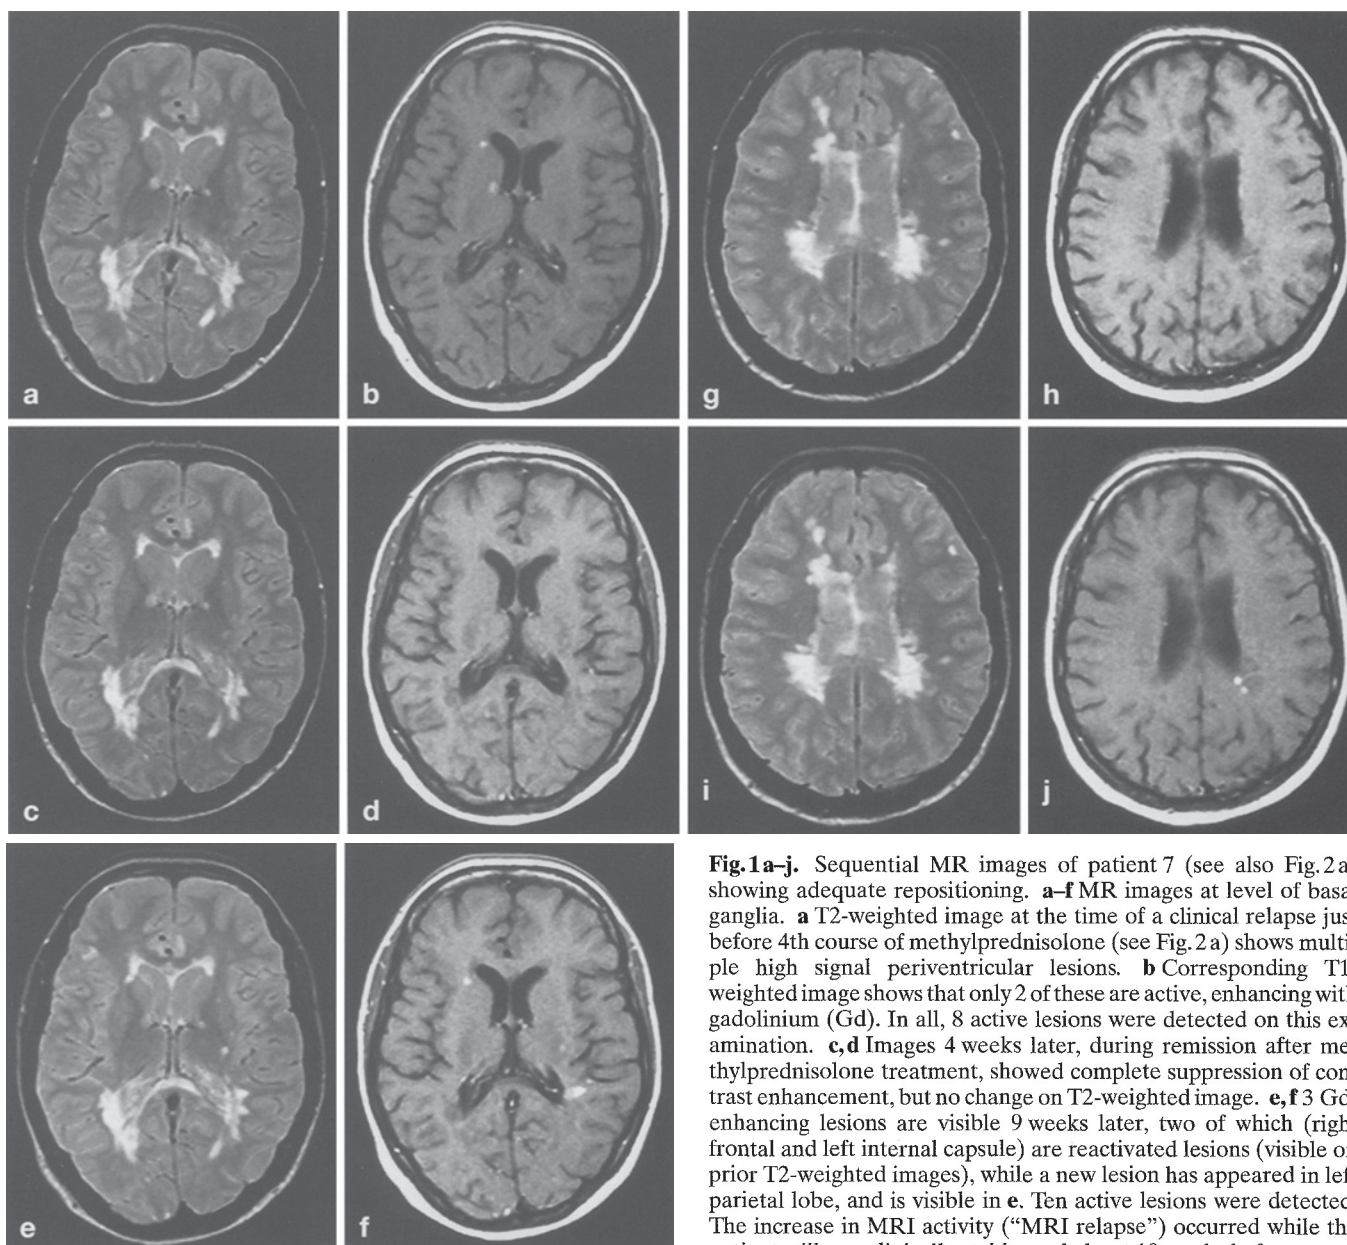 a
b
g
h
c
d
i
j
e
f
Fig. 1 a–j. Sequential MR images of patient 7 (see also Fig. 2 a
showing adequate repositioning. a–f MR images at level of basa
ganglia. a T2-weighted image at the time of a clinical relapse jus
before 4th course of methylprednisolone (see Fig. 2 a) shows multi
ple high signal periventricular lesions. b Corresponding T1
weighted image shows that only 2 of these are active, enhancing wit
gadolinium (Gd). In all, 8 active lesions were detected on this ex
amination. c, d Images 4 weeks later, during remission after me
thylprednisolone treatment, showed complete suppression of con
trast enhancement, but no change on T2-weighted image. e, f 3 Gd
enhancing lesions are visible 9 weeks later, two of which (righ
frontal and left internal capsule) are reactivated lesions (visible o
prior T2-weighted images), while a new lesion has appeared in lef
parietal lobe, and is visible in e. Ten active lesions were detected
The increase in MRI activity (“MRI relapse”) occurred while th